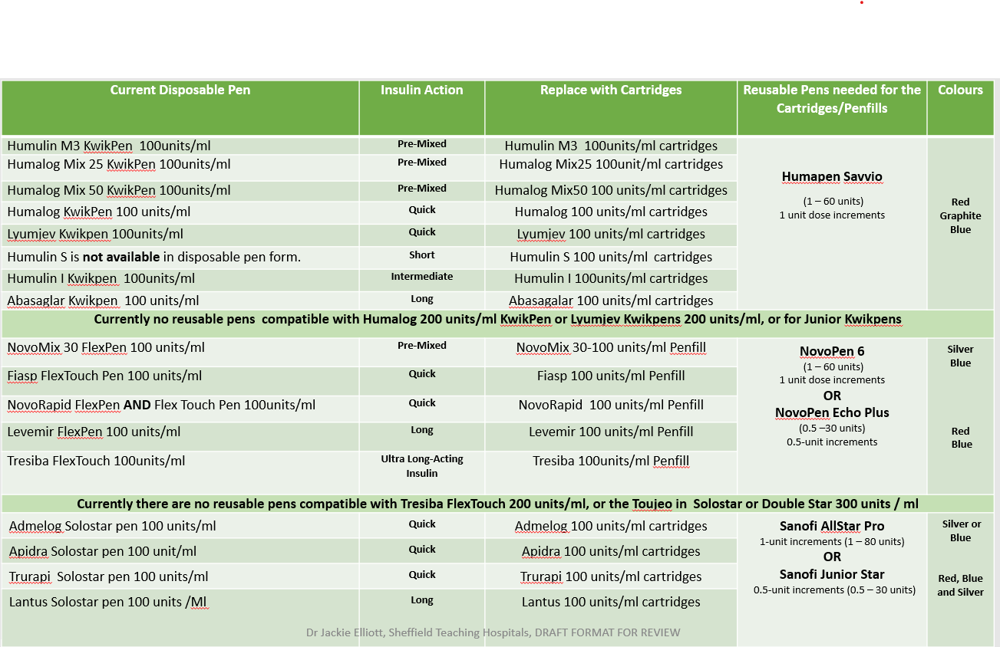 Current Disposable Pen Insulin Action Replace with Cartridges Reusable Pens needed for the Colours
Cartridges/Penfills
Humulin M3 KwikPen 100units/ml Pre-Mixed Humulin M3 100units/ml cartridges
Humalog Mix 25 KwikPen 100units/ml Pre-Mixed Humalog Mix25 100unit/ml cartridges
Humapen Savvio
Humalog Mix 50 KwikPen 100units/ml Pre-Mixed Humalog Mix50 100 units/ml cartridges
(1 – 60 units)
Red
Humalog KwikPen 100 units/ml Quick Humalog 100 units/ml cartridges
1 unit dose increments
Graphite
Blue
Lyumjev Kwikpen 100units/ml Quick Lyumjev 100 units/ml cartridges
Humulin S is not available in disposable pen form. Short Humulin S 100 units/ml cartridges
Humulin I Kwikpen 100units/ml Intermediate Humulin I 100units/ml cartridges
Abasaglar Kwikpen 100 units/ml Long Abasagalar 100 units/ml cartridges
Currently no reusable pens compatible with Humalog 200 units/ml KwikPen or Lyumjev Kwikpens 200 units/ml, or for Junior Kwikpens
NovoMix 30 FlexPen 100 units/ml Pre-Mixed NovoMix 30-100 units/ml Penfill NovoPen 6 Silver
(1 – 60 units) Blue
Fiasp FlexTouch Pen 100 units/ml Quick Fiasp 100 units/ml Penfill 1 unit dose increments
OR
NovoRapid FlexPen AND Flex Touch Pen 100units/ml Quick NovoRapid 100 units/ml Penfill
NovoPen Echo Plus
Levemir FlexPen 100 units/ml Long Levemir 100 units/ml Penfill (0.5 –30 units) Red
0.5-unit increments Blue
Tresiba FlexTouch 100units/ml Ultra Long-Acting Tresiba 100units/ml Penfill
Insulin
Currently there are no reusable pens compatible with Tresiba FlexTouch 200 units/ml, or the Toujeo in Solostar or Double Star 300 units / ml
Admelog Solostar pen 100 units/ml Quick Admelog 100 units/ml cartridges Sanofi AllStar Pro Silver or
1-unit increments (1 – 80 units) Blue
Apidra Solostar pen 100 unit/ml Quick Apidra 100 units/ml cartridges OR
Trurapi Solostar pen 100 units/ml Quick Trurapi 100 units/ml cartridges Sanofi Junior Star Red, Blue
0.5-unit increments (0.5 – 30 units) and Silver
Lantus Solostar pen 100 units /Ml Long Lantus 100 units/ml cartridges
Dr Jackie Elliott, Sheffield Teaching Hospitals, DRAFT FORMAT FOR REVIEW